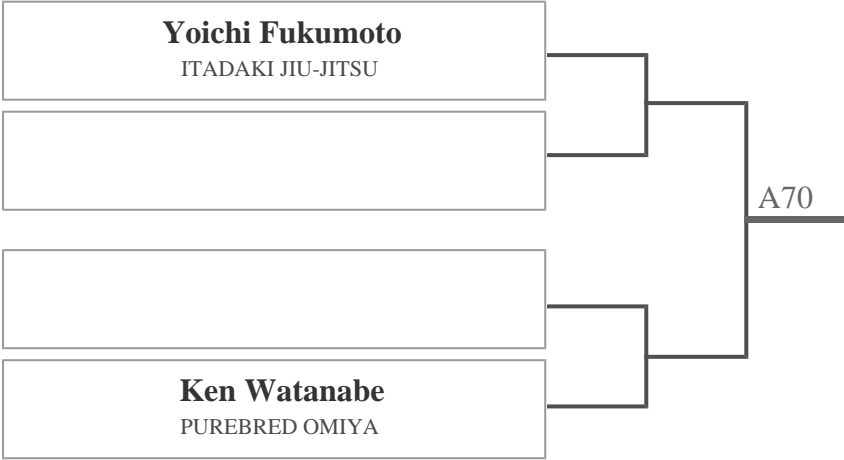 Yoichi Fukumoto
ITADAKI JIU-JITSU
A70
Ken Watanabe
PUREBRED OMIYA